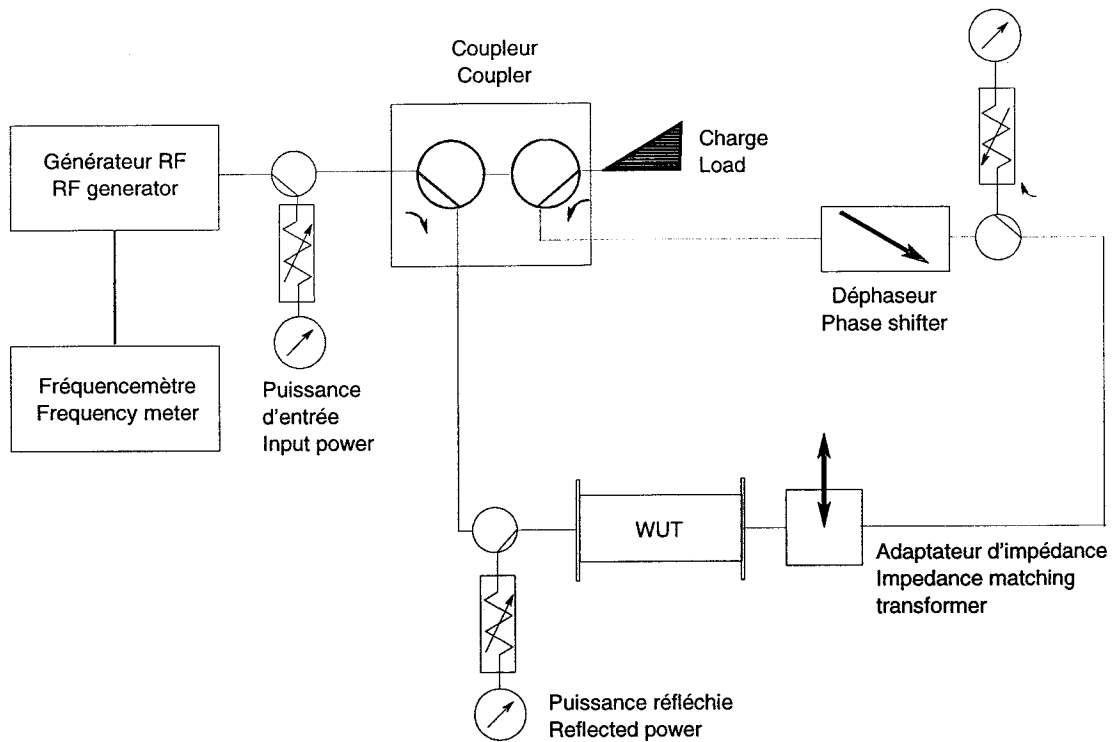 Coupleur
Coupler
Générateur RF
RF generator
Charge
Load
Déphaseur
Phase shifter
Fréquencemètre
Frequency meter
Puissance
d'entrée
Input power
WUT
Adaptateur d'impédance
Impedance matching
transformer
Puissance réfléchie
Reflected power